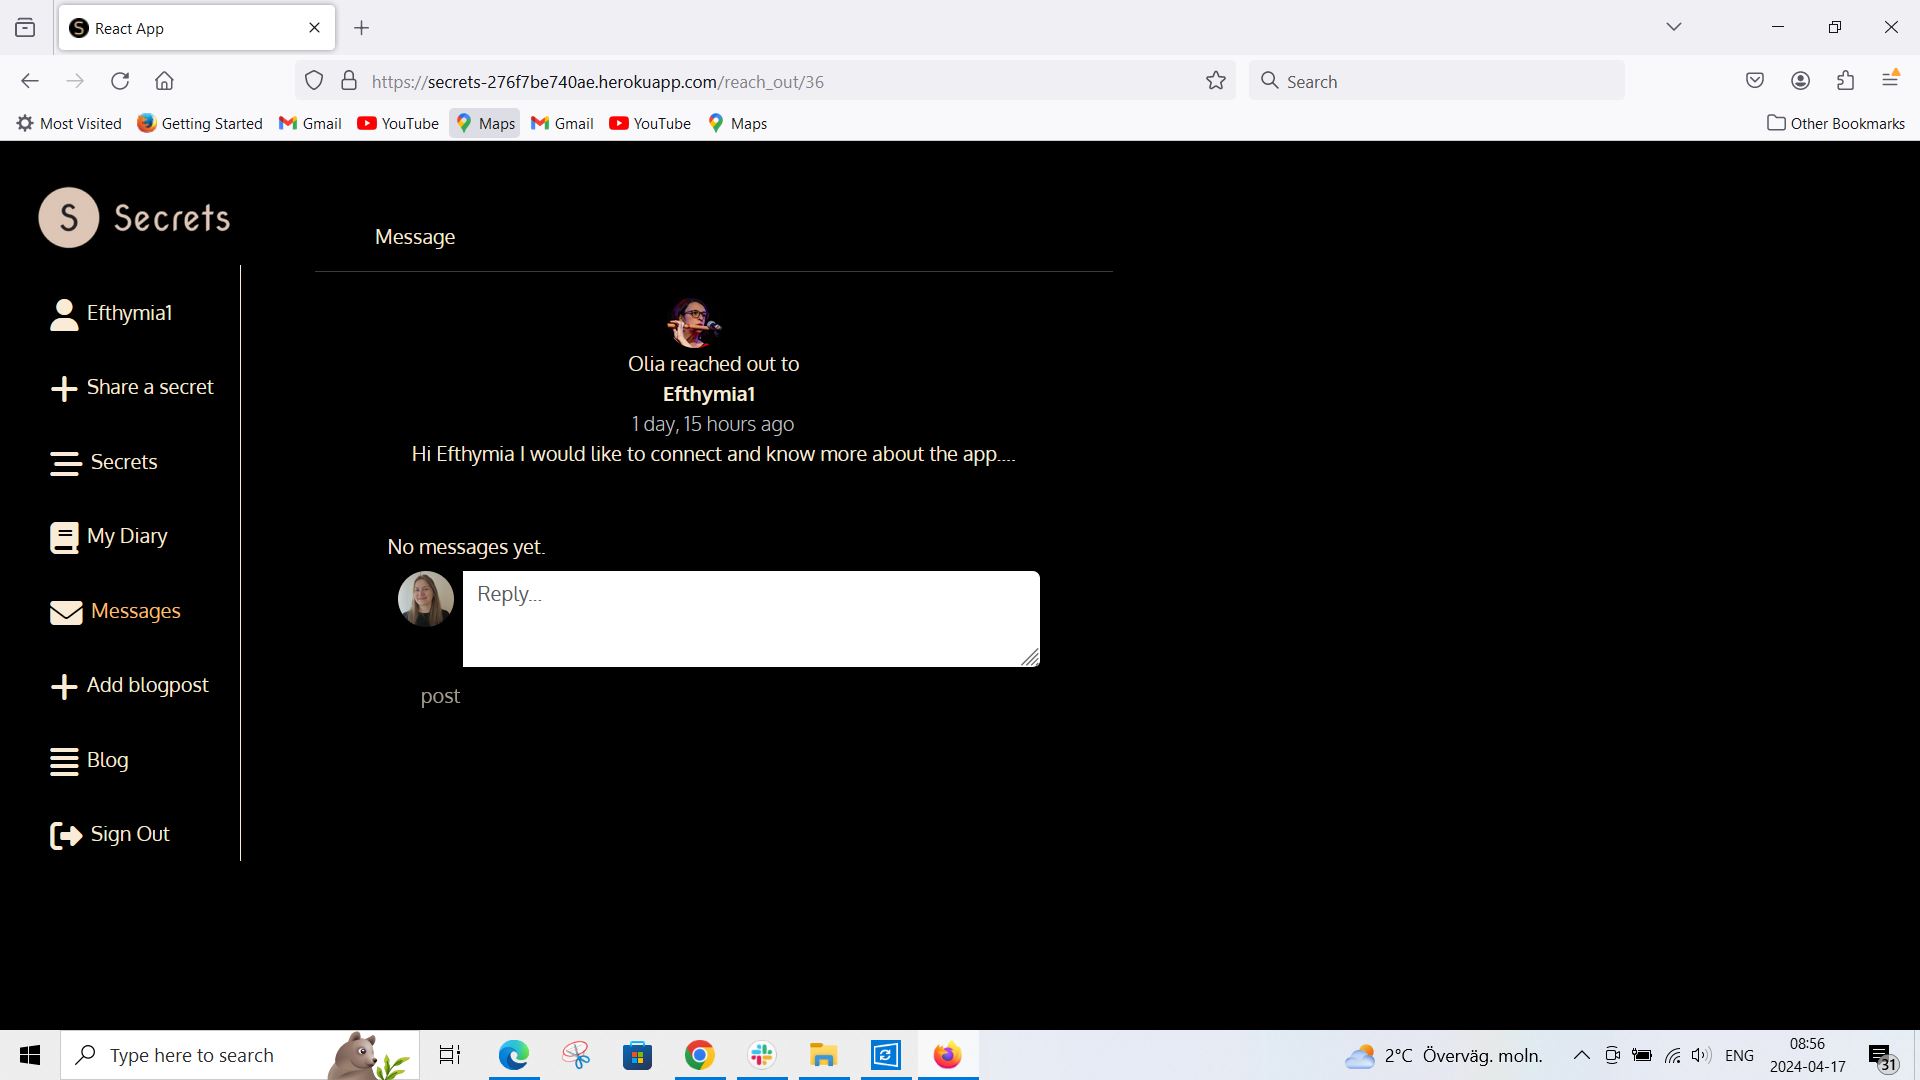 S React App
https://secrets-276f7be740ae.herokuapp.com/reach_out/36
Search
Most Visited Getting Started Gmail YouTube Maps Gmail YouTube Maps Other Bookmarks
S Secrets
Message
Efthymia1
Share a secret
Secrets
My Diary
Messages
Add blogpost
Blog
Sign Out
Olia reached out to
Efthymia1
1 day, 15 hours ago
Hi Efthymia I would like to connect and know more about the app....
No messages yet.
Reply...
post
Type here to search
2°C Överväg. moln.
ENG
08:56
2024-04-17
31